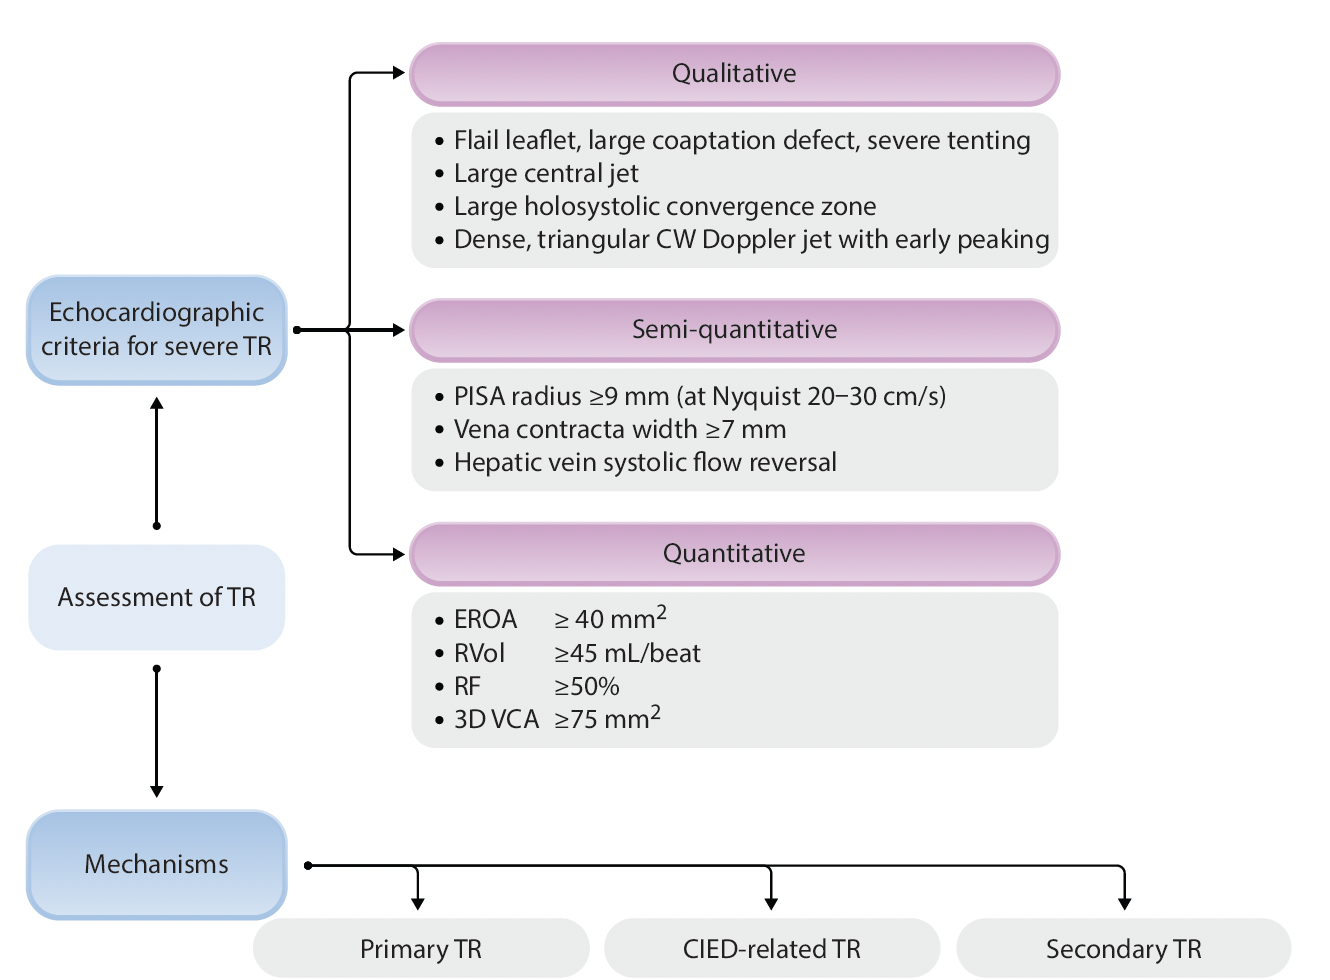 Qualitative
• Flail leaflet, large coaptation defect, severe tenting
• Large central jet
• Large holosystolic convergence zone
• Dense, triangular CW Doppler jet with early peaking
Echocardiographic
criteria for severe TR
Semi-quantitative
• PISA radius ≥9 mm (at Nyquist 20–30 cm/s)
• Vena contracta width ≥7 mm
• Hepatic vein systolic flow reversal
Quantitative
• EROA ≥ 40 mm²
• RVol ≥45 mL/beat
• RF ≥50%
• 3D VCA ≥75 mm²
Assessment of TR
Mechanisms
Primary TR
CIED-related TR
Secondary TR